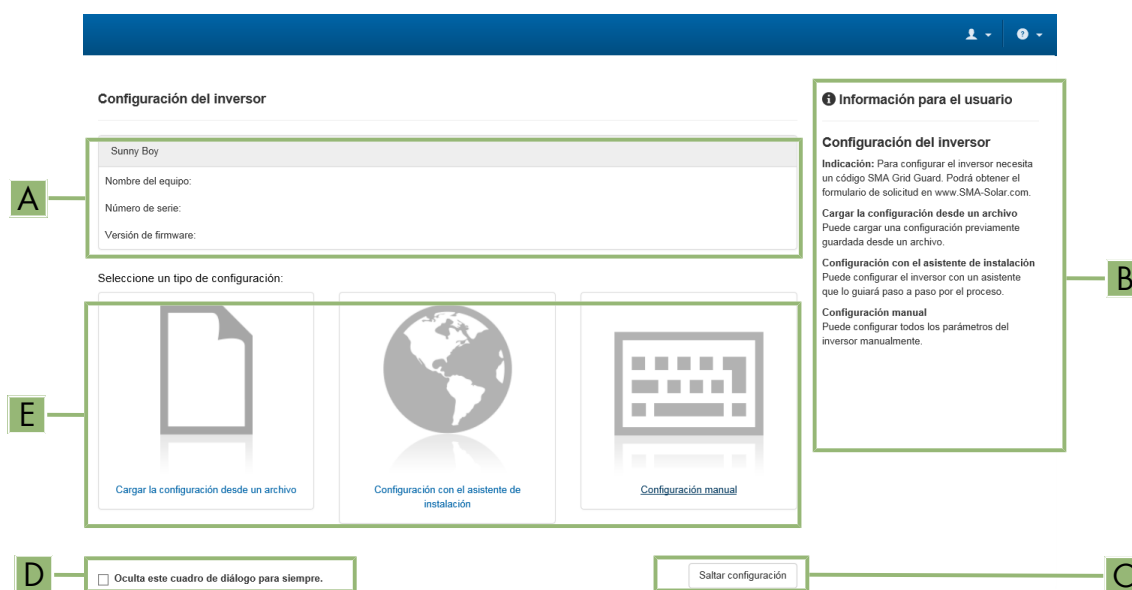 Configuración del inversor
Sunny Boy
Nombre del equipo:
Número de serie:
Versión de firmware:
A
Seleccione un tipo de configuración:
Cargar la configuración desde un archivo
Configuración con el asistente de
instalación
Configuración manual
E
Información para el usuario
Configuración del inversor
Indicación: Para configurar el inversor necesita
un código SMA Grid Guard. Podrá obtener el
formulario de solicitud en www.SMA-Solar.com.
Cargar la configuración desde un archivo
Puede cargar una configuración previamente
guardada desde un archivo.
Configuración con el asistente de instalación
Puede configurar el inversor con un asistente
que lo guiará paso a paso por el proceso.
Configuración manual
Puede configurar todos los parámetros del
inversor manualmente.
B
D
Oculta este cuadro de diálogo para siempre.
Saltar configuración
C